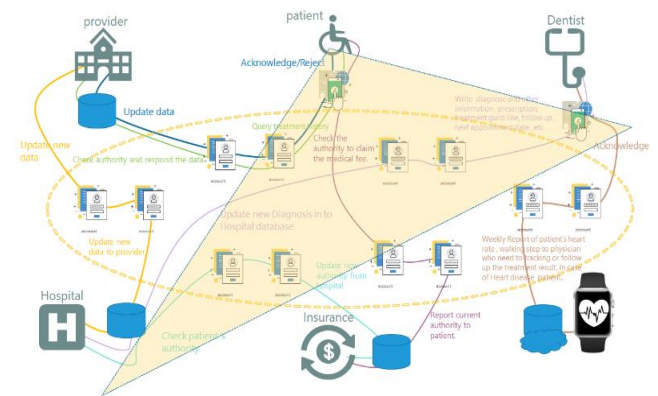 provider
patient
Dentist
Acknowledge/Reject
Update data
Write diagnose and other
information , prescription,
treatment guid line, follow up
next appointment date , etc.
Query treatment history
Update new
data
Check authority and respond the data
Check the
authority to claim
the medical fee.
Acknowledge
Update new Diagnosis in to
Hospital database
Weekly Report of patient's heart
rate , walking step to physician
who need to tracking or follow
up the treatment result. In case
of Heart disease patient.
Update new
data to provider
Update new
authority from
hospital
Hospital
H
Insurance
$
Report current
authority to
patient.
Check patient is
authority